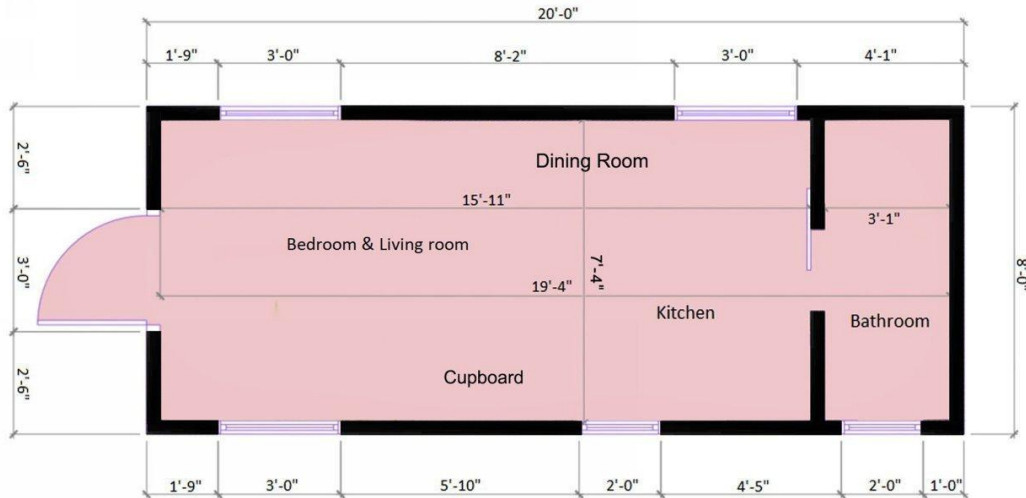 20'-0"
1'-9" 3'-0" 8'-2" 3'-0" 4'-1"
2'-6"
Dining Room
15'-11"
3'-1"
Bedroom & Living room
3'-0"
7'-4"
8'-0"
19'-4"
Kitchen
Bathroom
2'-6"
Cupboard
1'-9" 3'-0" 5'-10" 2'-0" 4'-5" 2'-0" 1'-0"